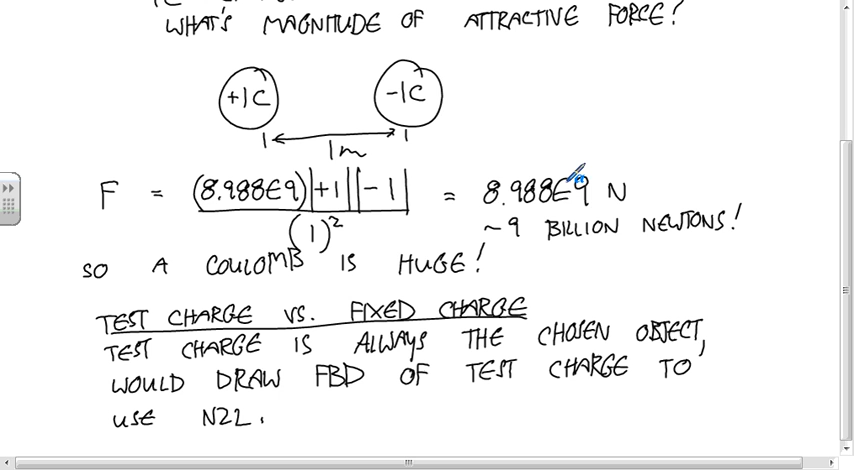 WHAT'S MAGNITUDE OF ATTRACTIVE FORCE?
+1C -1C
1m
F = (8.988E9)|+1||-1| = 8.988E9 N
(1)²
~9 BILLION NEWTONS!
SO A COULOMB IS HUGE!
TEST CHARGE VS. FIXED CHARGE
TEST CHARGE IS ALWAYS THE CHOSEN OBJECT,
WOULD DRAW FBD OF TEST CHARGE TO
USE N2L.